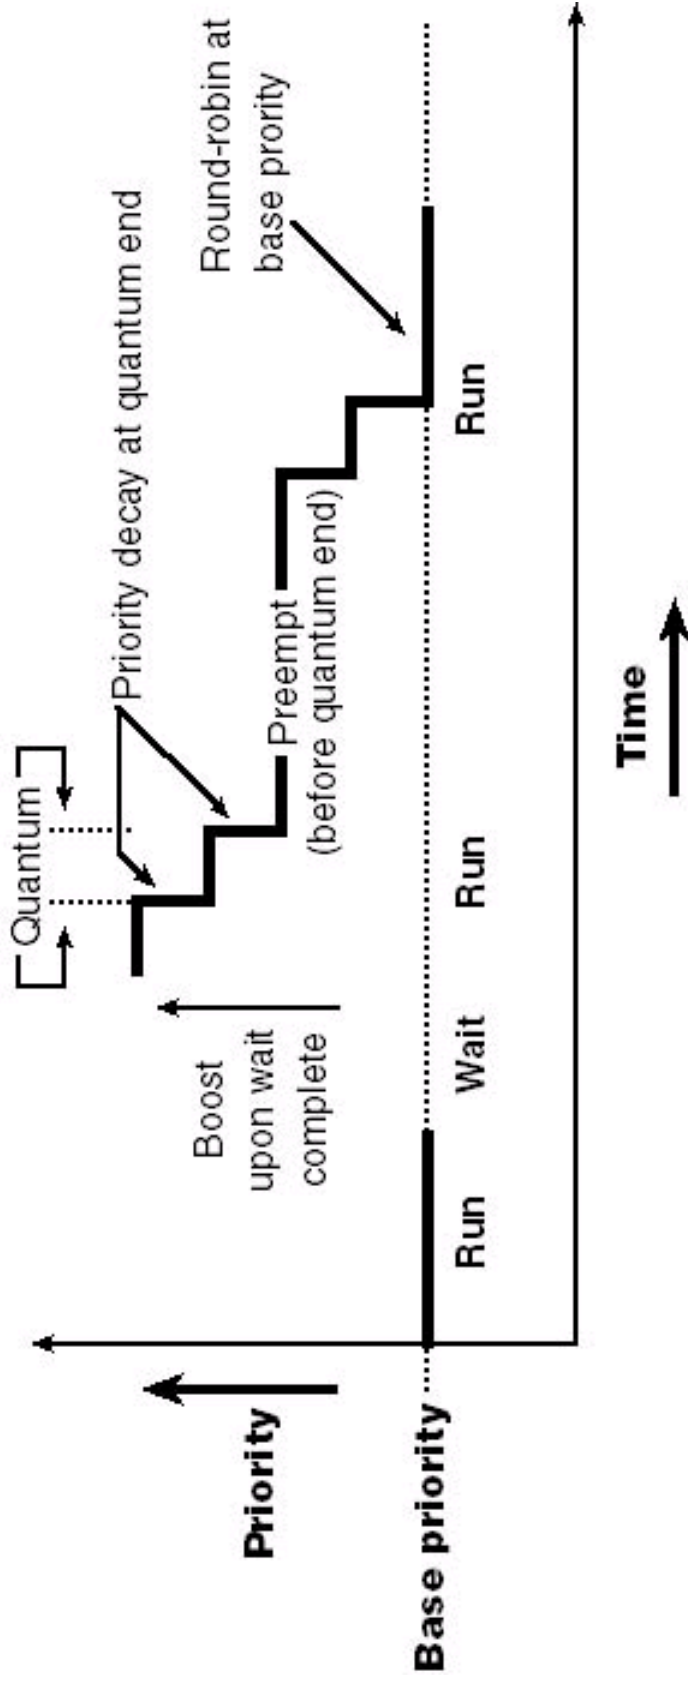 Quantum
Priority decay at quantum end
Priority
Boost
upon wait
complete
Round-robin at
base prority
Preempt
(before quantum end)
Base priority
Run
Wait
Run
Run
Time